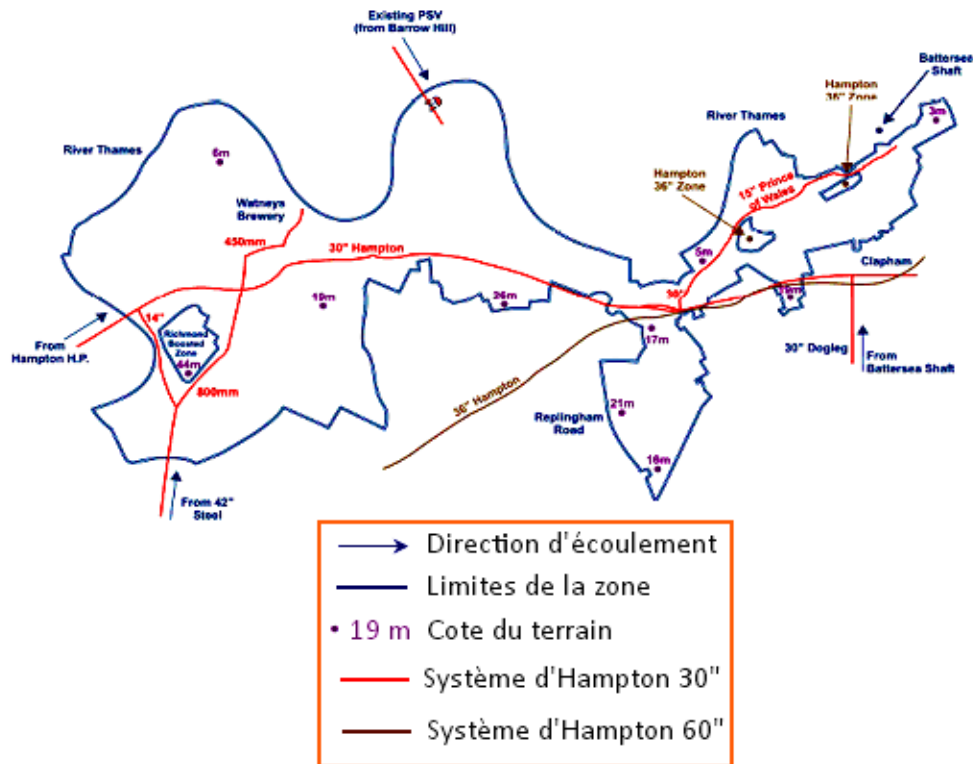 Existing PSV
(from Barrow Hill)
Battersea
Shaft
Hampton
36" Zone
3m
River Thames
River Thames
6m
Hampton
36" Zone
15" Prince
of Wales
Watneys
Brewery
450mm
30" Hampton
5m
Clapham
19m
26m
30"
14"
From
Hampton H.P.
Richmond
Boosted
Zone
44m
17m
30" Dogleg
From
Battersea Shaft
800mm
36" Hampton
21m
Replingham
Road
16m
From 42"
Steel
Direction d'écoulement
Limites de la zone
• 19 m Cote du terrain
Système d'Hampton 30"
Système d'Hampton 60"